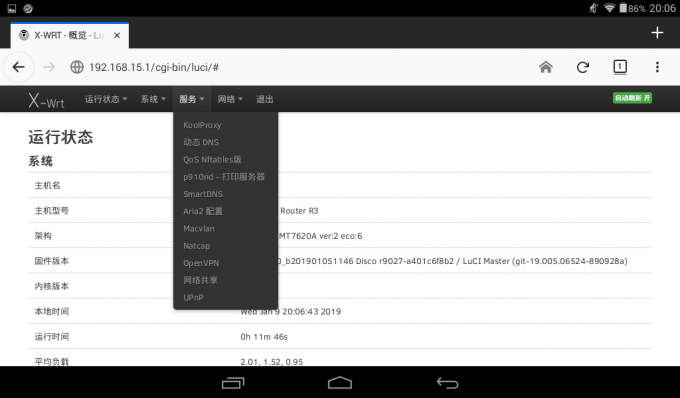 86% 20:06
X-WRT - 概览 - Lu
192.168.15.1/cgi-bin/luci/#
1
X-Wrt 运行状态 系统 服务 网络 退出 自动刷新 开
KoolProxy
动态 DNS
QoS Nftables版
p910nd - 打印服务器
SmartDNS
Aria2 配置
Macvlan
Natcap
OpenVPN
网络共享
UPnP
运行状态
系统
主机名
主机型号 Router R3
架构 MT7620A ver:2 eco:6
固件版本 0_b201901051146 Disco r9027-a401c6f8b2 / LuCI Master (git-19.005.06524-890928a)
内核版本
本地时间 Wed Jan 9 20:06:43 2019
运行时间 0h 11m 46s
平均负载 2.01, 1.52, 0.95